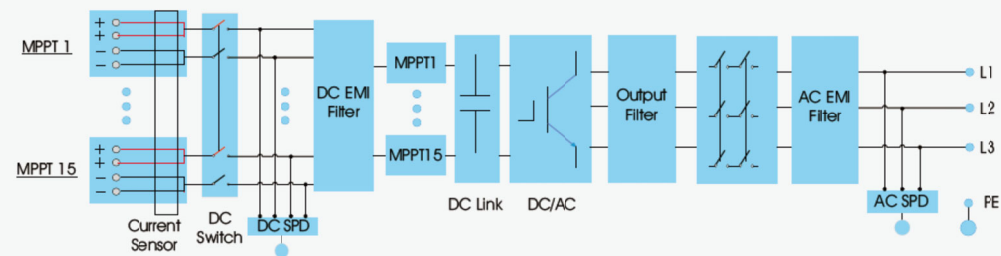 MPPT 1
+
+
−
−
MPPT 15
+
+
−
−
Current
Sensor
DC
Switch
DC SPD
DC EMI
Filter
MPPT1
MPPT15
DC Link
DC/AC
Output
Filter
AC EMI
Filter
AC SPD
L1
L2
L3
PE